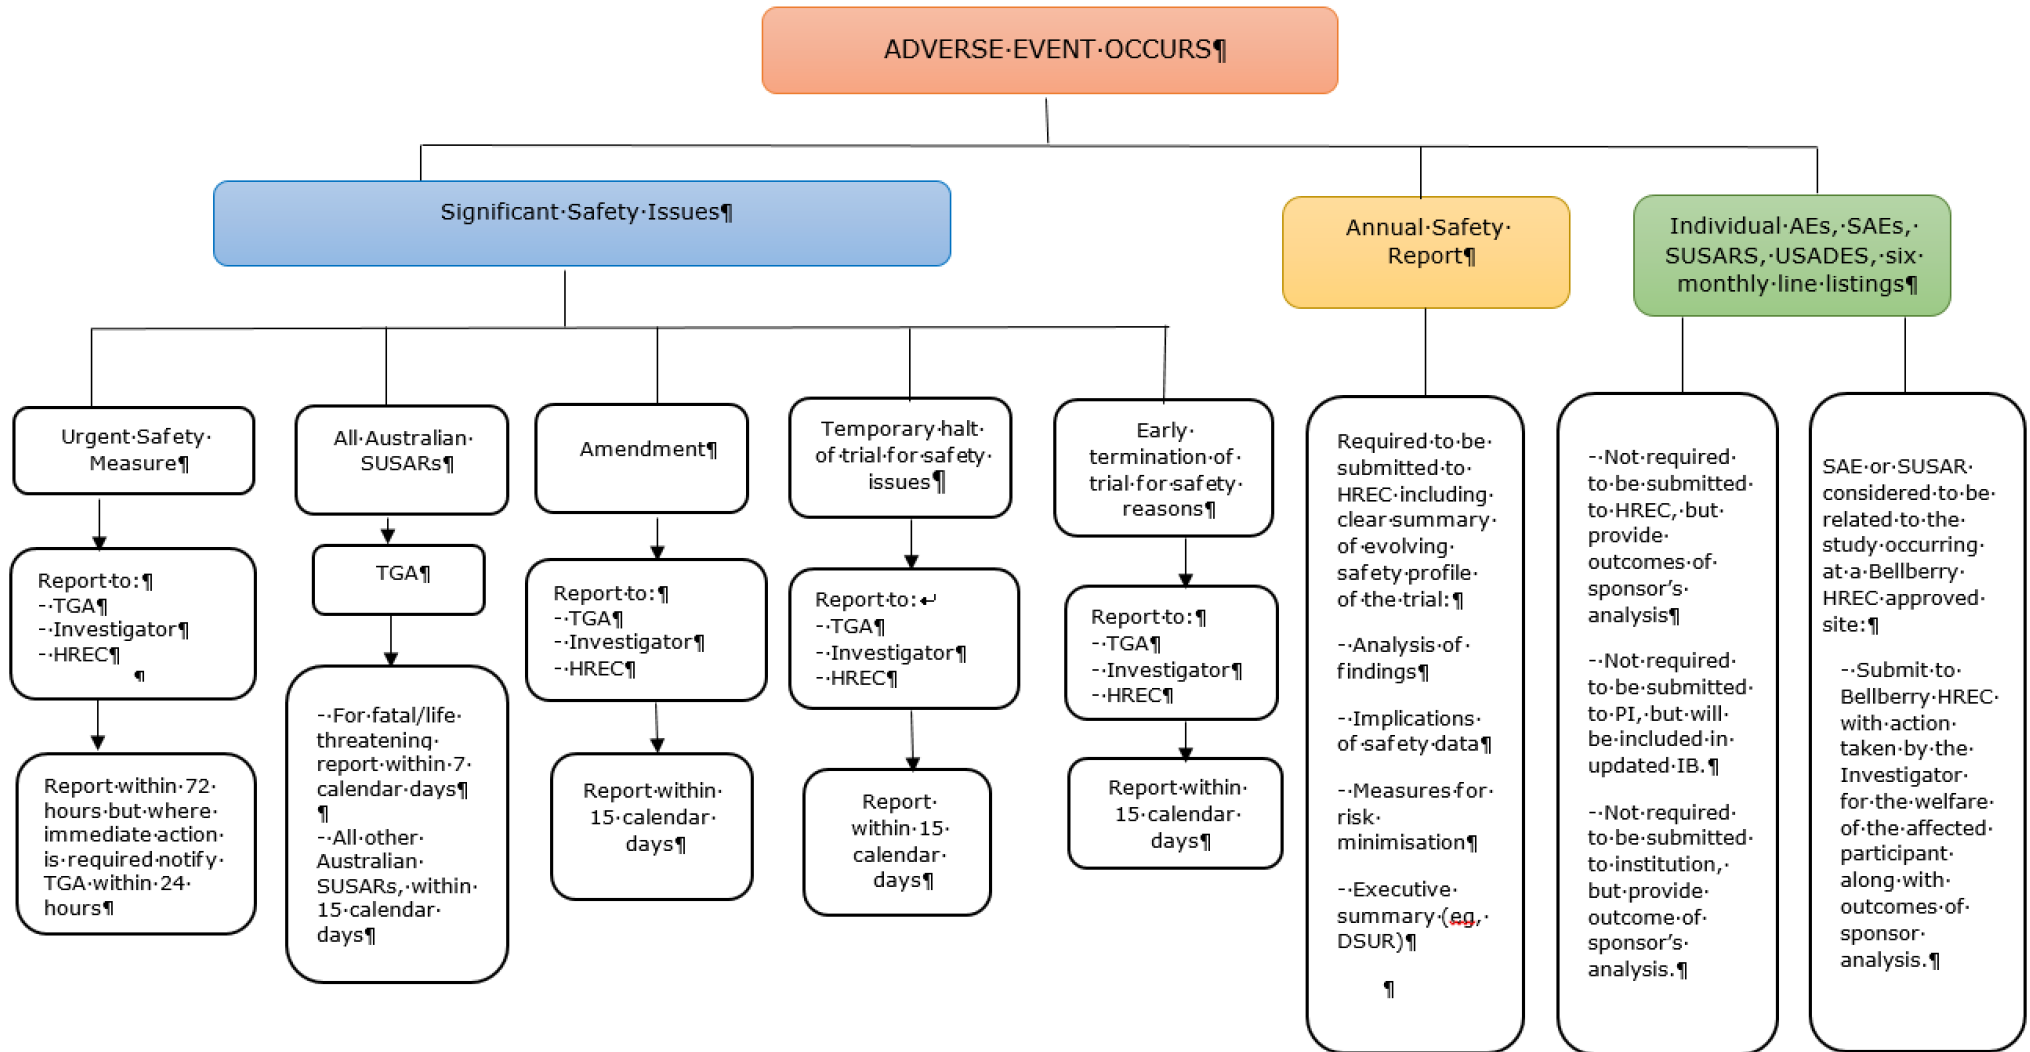 ADVERSE·EVENT·OCCURS¶
Significant·Safety·Issues¶
Annual·Safety·
Report¶
Individual·AEs,·SAEs,·
SUSARS,·USADES,·six·
monthly·line·listings¶
Urgent·Safety·
Measure¶
Report·to:¶
-·TGA¶
-·Investigator¶
-·HREC¶
¶
Report·within·72·
hours·but·where·
immediate·action·
is·required·notify·
TGA·within·24·
hours¶
All·Australian·
SUSARs¶
TGA¶
-·For·fatal/life·
threatening·
report·within·7·
calendar·days¶
¶
-·All·other·
Australian·
SUSARs,·within·
15·calendar·
days¶
Amendment¶
Report·to:¶
-·TGA¶
-·Investigator¶
-·HREC¶
Report·within·
15·calendar·
days¶
Temporary·halt·
of·trial·for·safety·
issues¶
Report·to:↵
-·TGA¶
-·Investigator¶
-·HREC¶
Report·
within·15·
calendar·
days¶
Early·
termination·of·
trial·for·safety·
reasons¶
Report·to:¶
-·TGA¶
-·Investigator¶
-·HREC¶
Report·within·
15·calendar·
days¶
Required·to·be·
submitted·to·
HREC·including·
clear·summary·
of·evolving·
safety·profile·
of·the·trial:¶
-·Analysis·of·
findings¶
-·Implications·
of·safety·data¶
-·Measures·for·
risk·
minimisation¶
-·Executive·
summary·(eg,·
DSUR)¶
¶
-·Not·required·
to·be·submitted·
to·HREC,·but·
provide·
outcomes·of·
sponsor’s·
analysis¶
-·Not·required·
to·be·submitted·
to·PI,·but·will·
be·included·in·
updated·IB.¶
-·Not·required·
to·be·submitted·
to·institution,·
but·provide·
outcome·of·
sponsor’s·
analysis.¶
SAE·or·SUSAR·
considered·to·be·
related·to·the·
study·occurring·
at·a·Bellberry·
HREC·approved·
site:¶
-·Submit·to·
Bellberry·HREC·
with·action·
taken·by·the·
Investigator·
for·the·welfare·
of·the·affected·
participant·
along·with·
outcomes·of·
sponsor·
analysis.¶